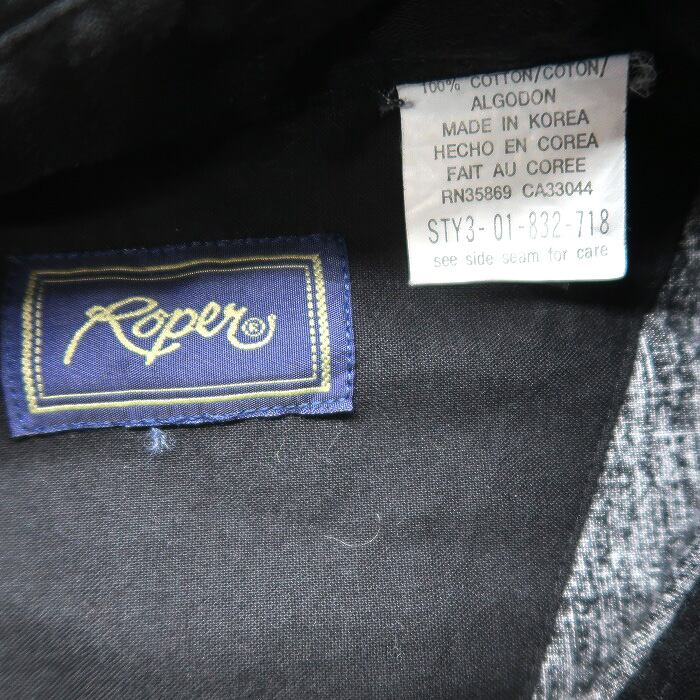 100% COTTON/COTON/
ALGODON
MADE IN KOREA
HECHO EN COREA
FAIT AU COREE
RN35869 CA33044
STY3-01-832-718
see side seam for care
Roper®